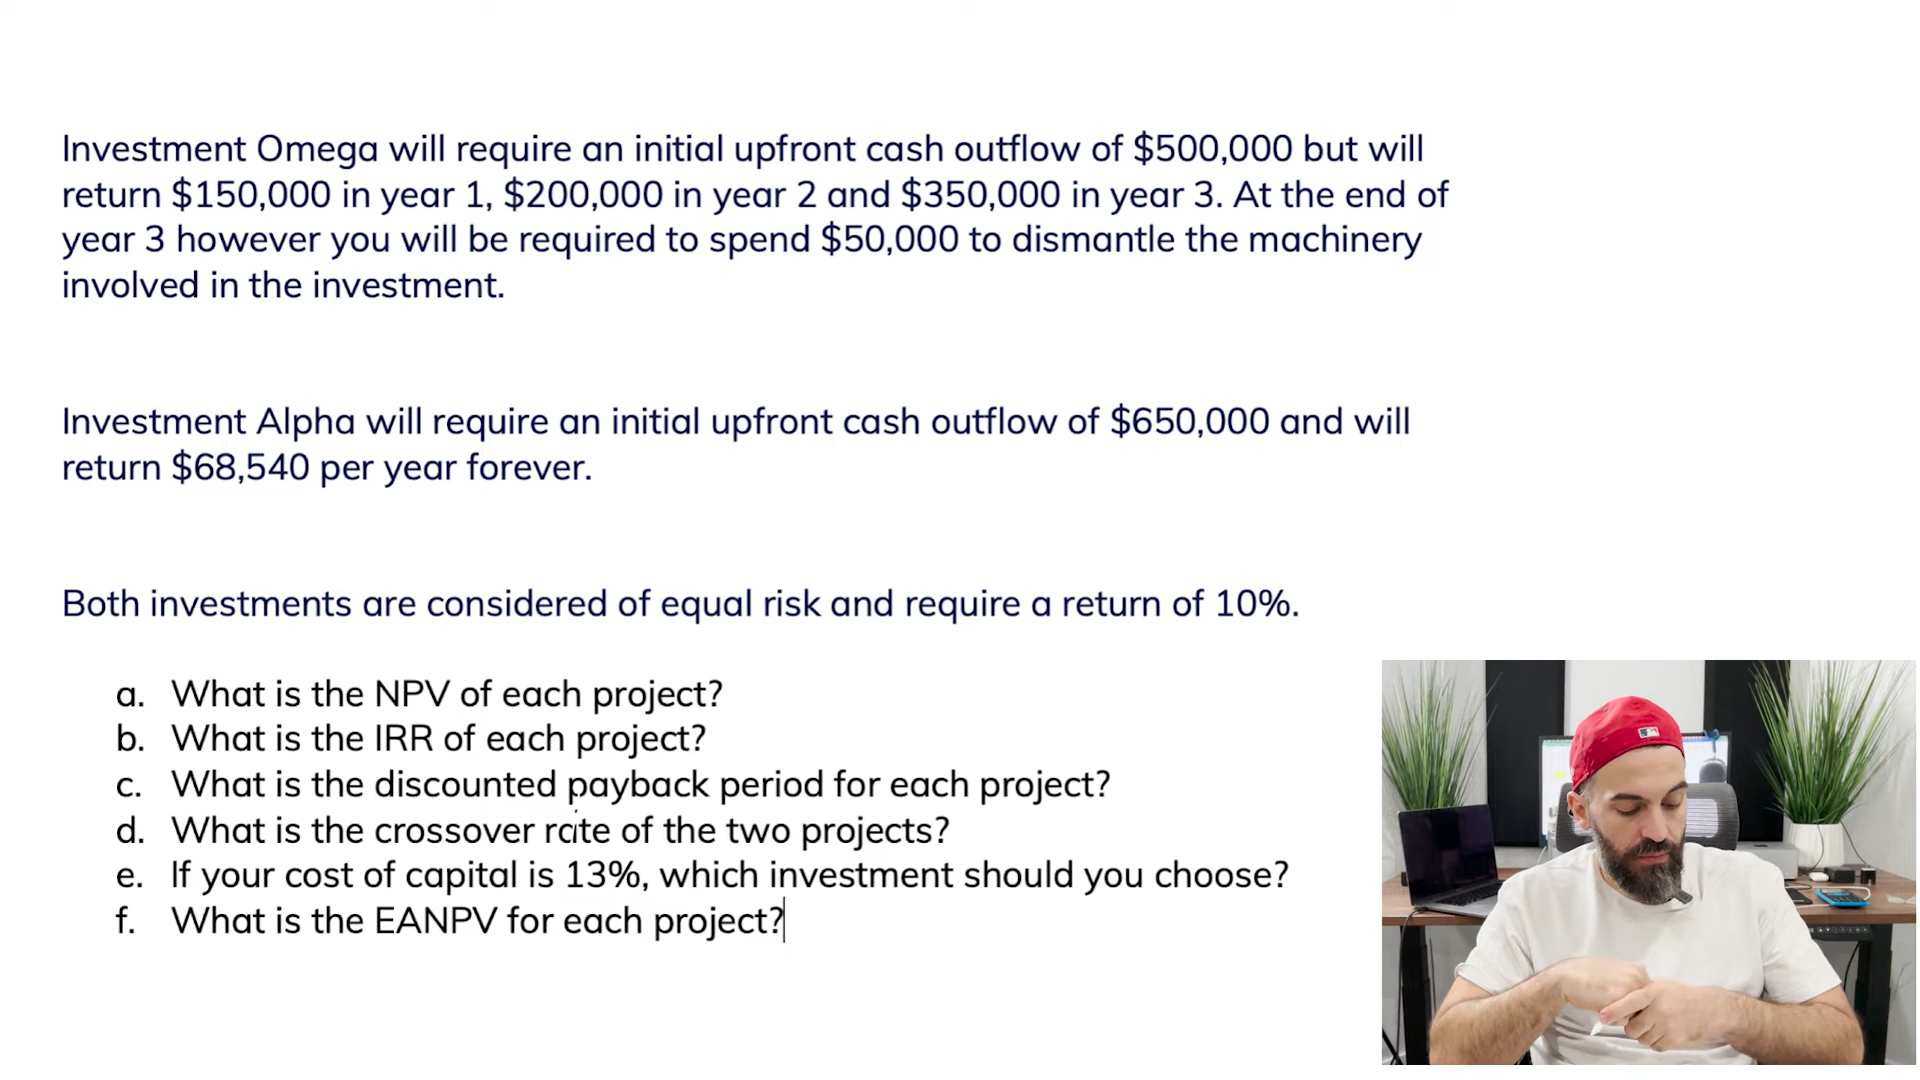 Investment Omega will require an initial upfront cash outflow of $500,000 but will
return $150,000 in year 1, $200,000 in year 2 and $350,000 in year 3. At the end of
year 3 however you will be required to spend $50,000 to dismantle the machinery
involved in the investment.
Investment Alpha will require an initial upfront cash outflow of $650,000 and will
return $68,540 per year forever.
Both investments are considered of equal risk and require a return of 10%.
a. What is the NPV of each project?
b. What is the IRR of each project?
c. What is the discounted payback period for each project?
d. What is the crossover rate of the two projects?
e. If your cost of capital is 13%, which investment should you choose?
f. What is the EANPV for each project?